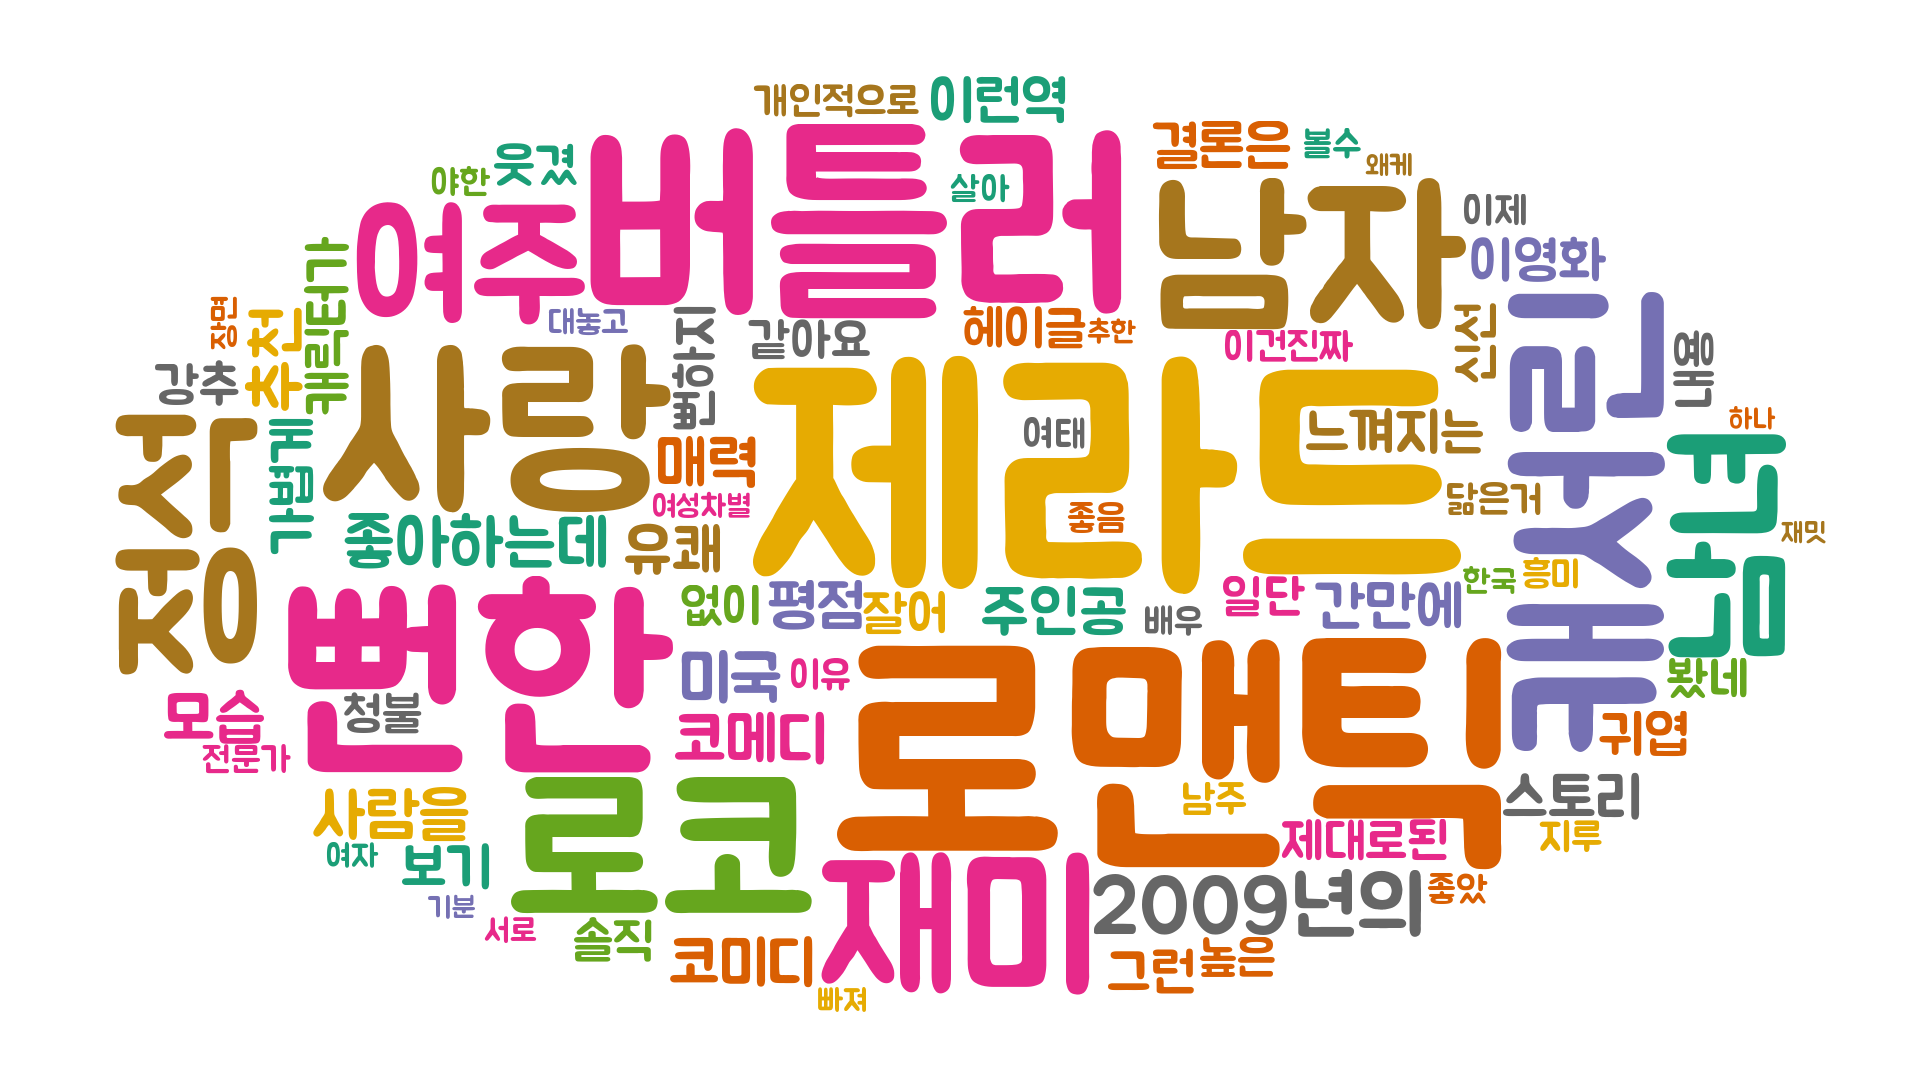 개인적으로
이런역
결론은
볼수
왜케
야한
웃겼
버틀러
살아
남자
이제
여주
이영화
캐릭터가
장면
추천
강추
대놓고
뻔하지
같아요
헤이글
추한
이건진짜
신선
캐서린
내용
하나
정석
가볍게
사랑
매력
여성차별
제라드
여태
좋음
느껴지는
닮은거
남녀
재밋
좋아하는데
유쾌
뻔한
없이
평점
잘어
주인공
배우
일단
간만에
한국
흥미
모습
전문가
청불
미국
이유
코메디
로맨틱
봤네
귀엽
사람을
여자
보기
기분
서로
로코
솔직
재미
코미디
빠져
남주
제대로된
스토리
지루
2009년의
좋았
그런
높은